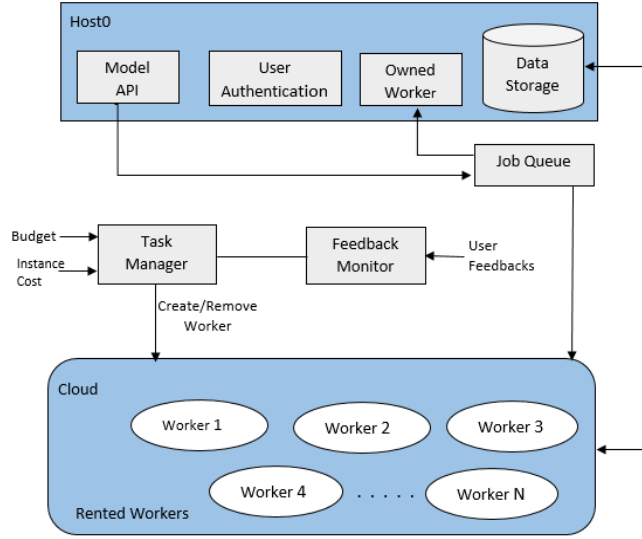 Host0
Model
API
User
Authentication
Owned
Worker
Data
Storage
Job Queue
Budget
Instance
Cost
Task
Manager
Feedback
Monitor
User
Feedbacks
Create/Remove
Worker
Cloud
Worker 1
Worker 2
Worker 3
Worker 4
. . . . .
Worker N
Rented Workers